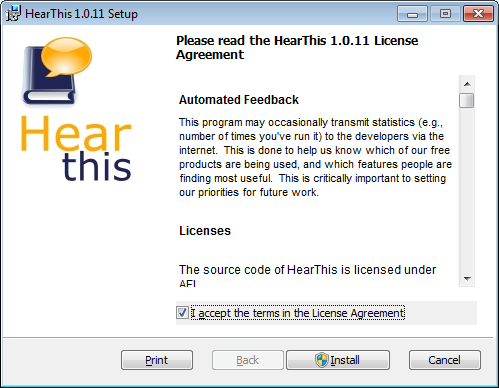 HearThis 1.0.11 Setup
Please read the HearThis 1.0.11 License
Agreement
Hear
this
Automated Feedback
This program may occasionally transmit statistics (e.g.,
number of times you've run it) to the developers via the
internet.  This is done to help us know which of our free
products are being used, and which features people are
finding most useful.  This is critically important to setting
our priorities for future work.
Licenses
The source code of HearThis is licensed under
I accept the terms in the License Agreement
Print
Back
Install
Cancel